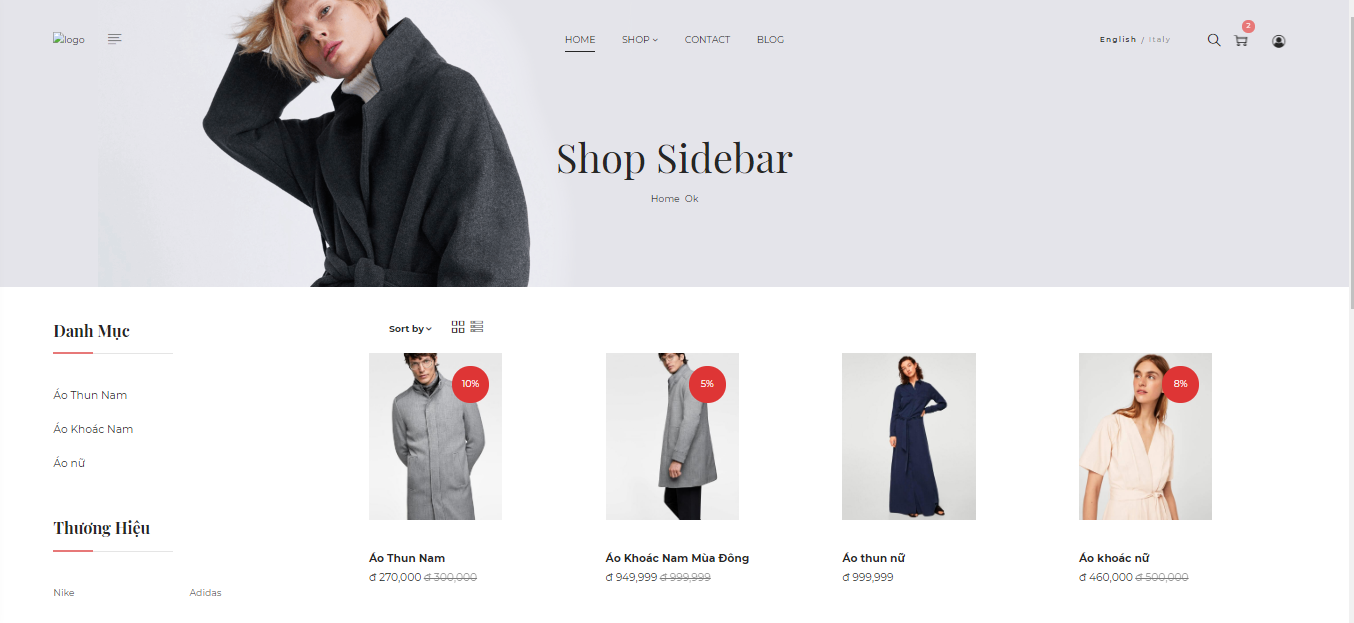 logo
HOME SHOP CONTACT BLOG
English / Italy
2
Shop Sidebar
Home Ok
Danh Mục
Áo Thun Nam
Áo Khoác Nam
Áo nữ
Thương Hiệu
Nike Adidas
Sort by
10%
5%
8%
Áo Thun Nam
đ 270,000 đ 300,000
Áo Khoác Nam Mùa Đông
đ 949,999 đ 999,999
Áo thun nữ
đ 999,999
Áo khoác nữ
đ 460,000 đ 500,000